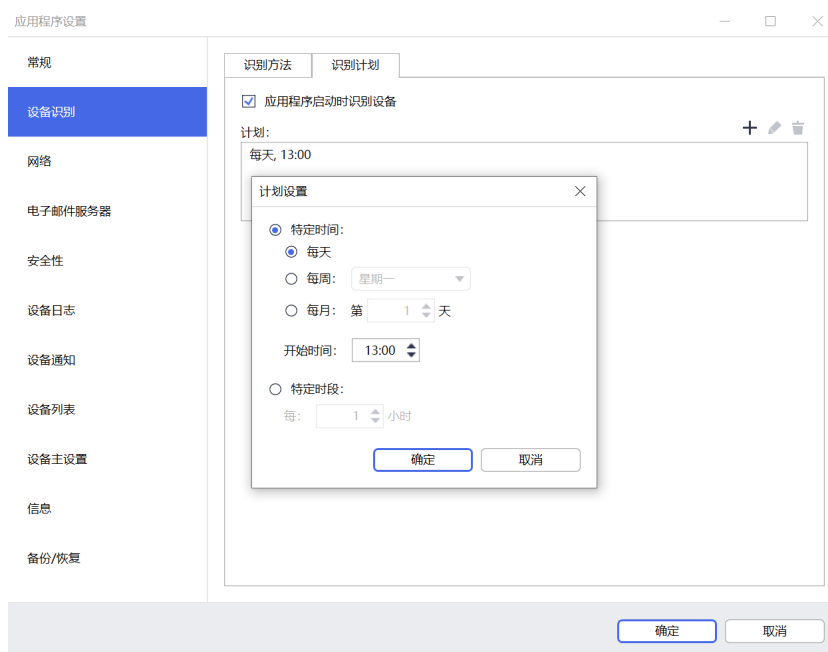 应用程序设置
常规
设备识别
网络
电子邮件服务器
安全性
设备日志
设备通知
设备列表
设备主设置
信息
备份/恢复
识别方法 识别计划
应用程序启动时识别设备
计划:
每天, 13:00
计划设置
特定时间:
每天
每周: 星期一
每月: 第 1 天
开始时间: 13:00
特定时段:
每: 1 小时
确定 取消
确定 取消